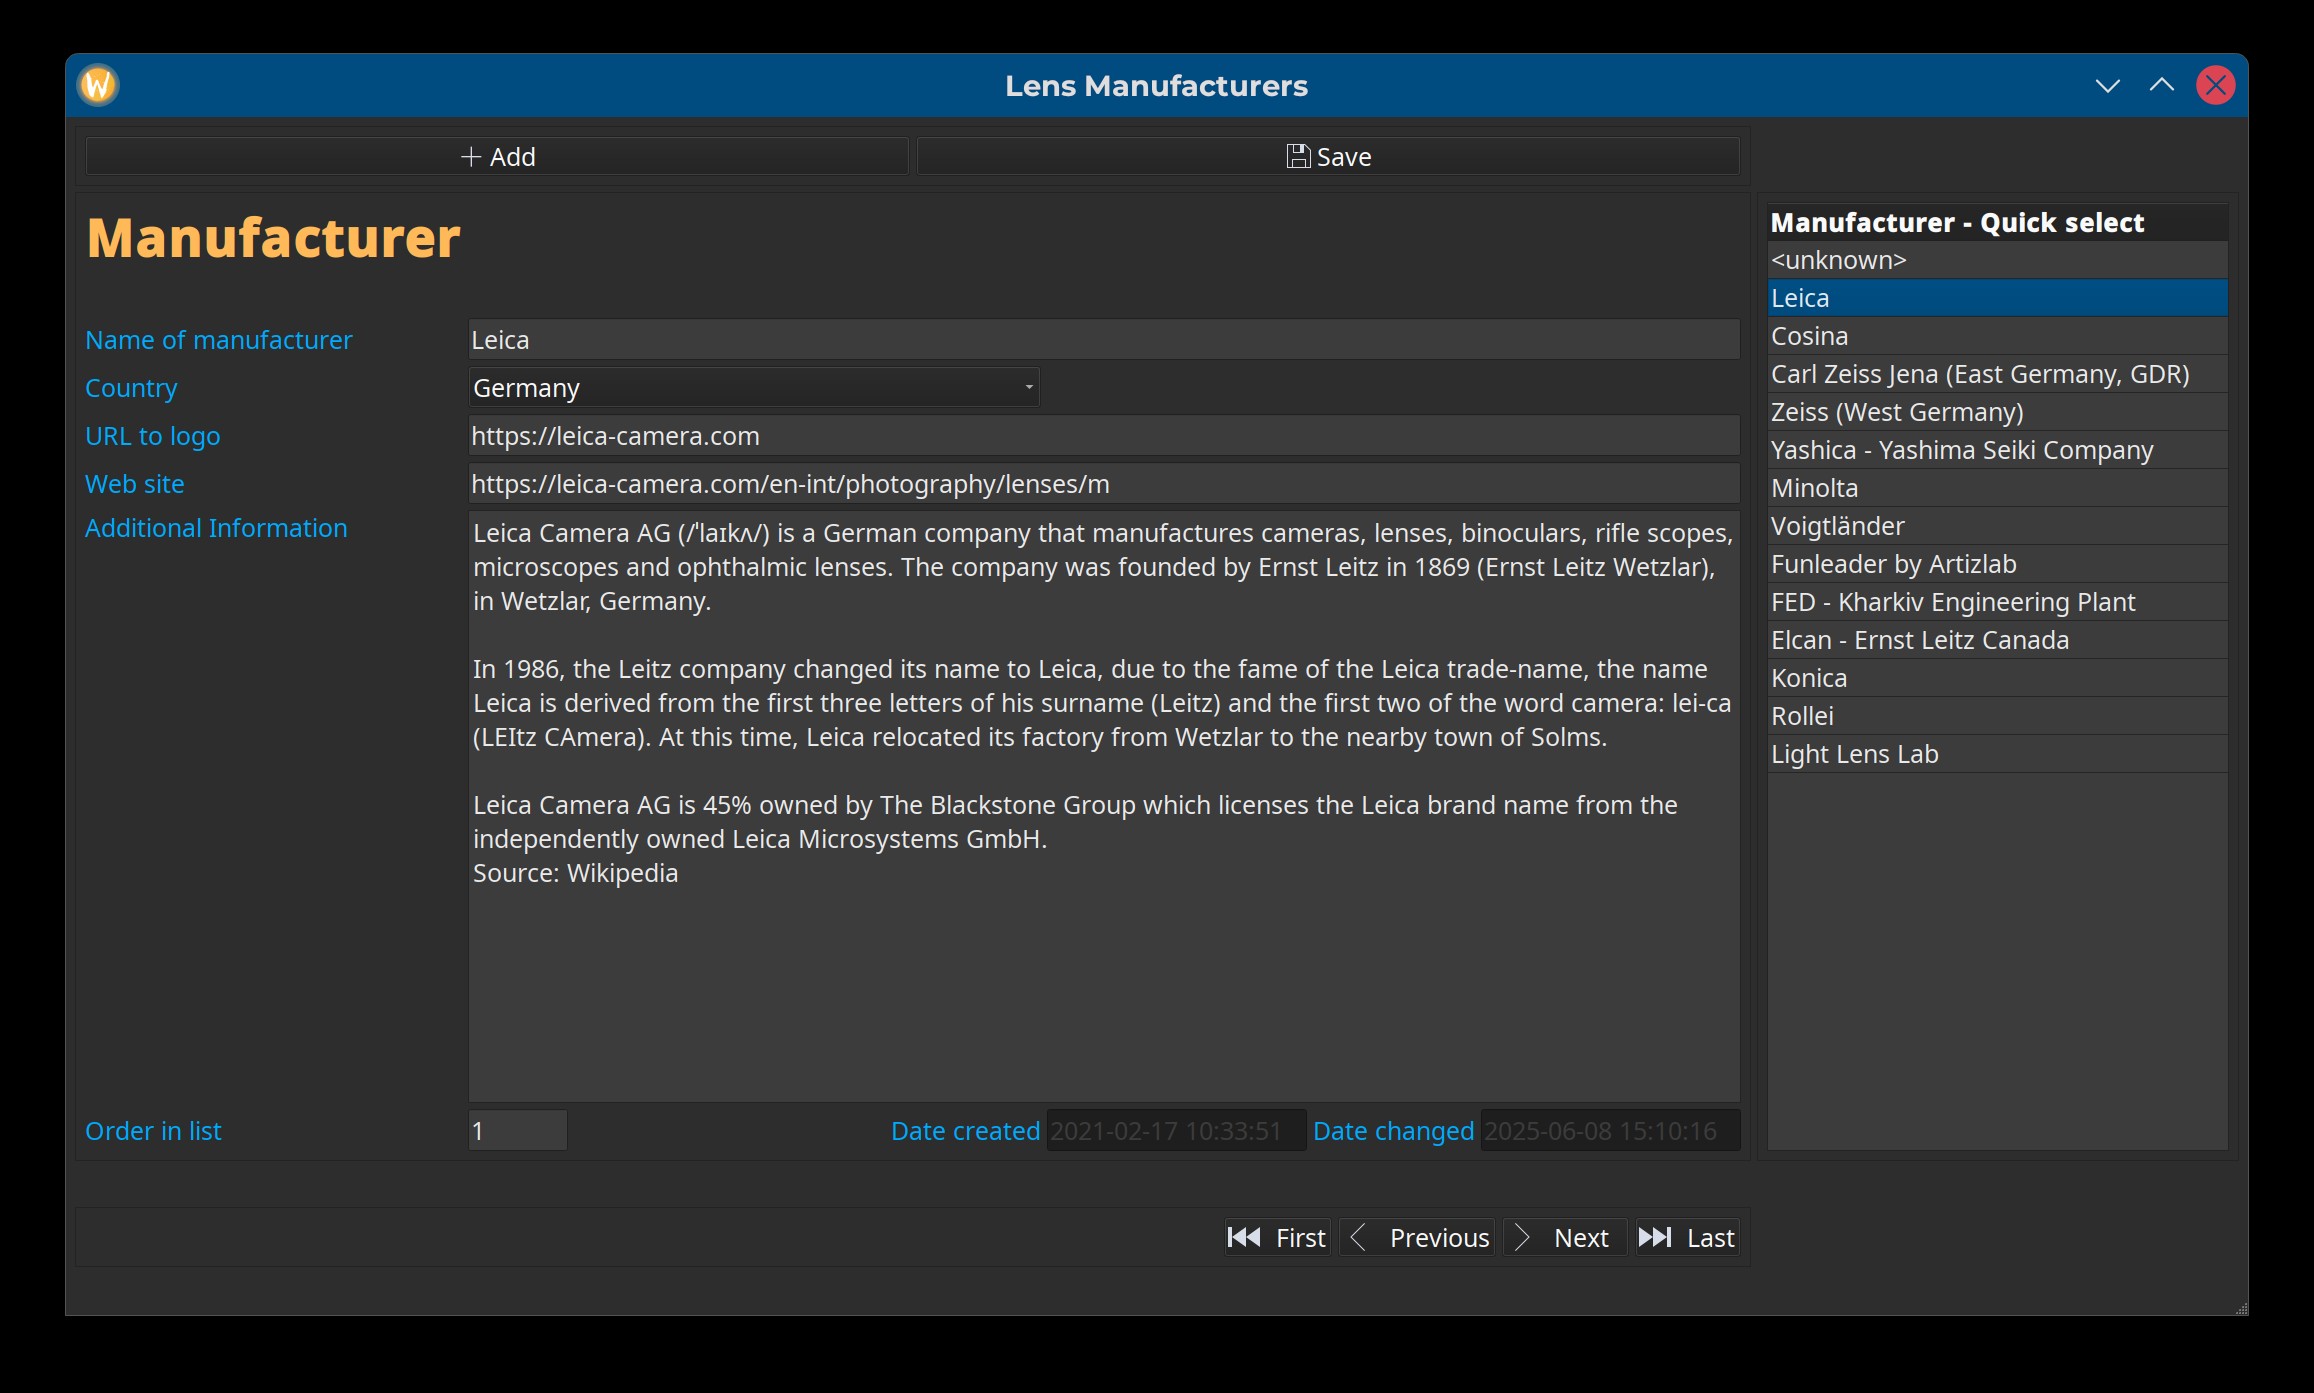 Lens Manufacturers
Add
Save
Manufacturer
Name of manufacturer
Leica
Country
Germany
URL to logo
https://leica-camera.com
Web site
https://leica-camera.com/en-int/photography/lenses/m
Additional Information
Leica Camera AG (/ˈlaɪkʌ/) is a German company that manufactures cameras, lenses, binoculars, rifle scopes,
microscopes and ophthalmic lenses. The company was founded by Ernst Leitz in 1869 (Ernst Leitz Wetzlar),
in Wetzlar, Germany.
In 1986, the Leitz company changed its name to Leica, due to the fame of the Leica trade-name, the name
Leica is derived from the first three letters of his surname (Leitz) and the first two of the word camera: lei-ca
(LEItz CAmera). At this time, Leica relocated its factory from Wetzlar to the nearby town of Solms.
Leica Camera AG is 45% owned by The Blackstone Group which licenses the Leica brand name from the
independently owned Leica Microsystems GmbH.
Source: Wikipedia
Order in list
1
Date created
2021-02-17 10:33:51
Date changed
2025-06-08 15:10:16
Manufacturer - Quick select
<unknown>
Leica
Cosina
Carl Zeiss Jena (East Germany, GDR)
Zeiss (West Germany)
Yashica - Yashima Seiki Company
Minolta
Voigtländer
Funleader by Artizlab
FED - Kharkiv Engineering Plant
Elcan - Ernst Leitz Canada
Konica
Rollei
Light Lens Lab
First
Previous
Next
Last